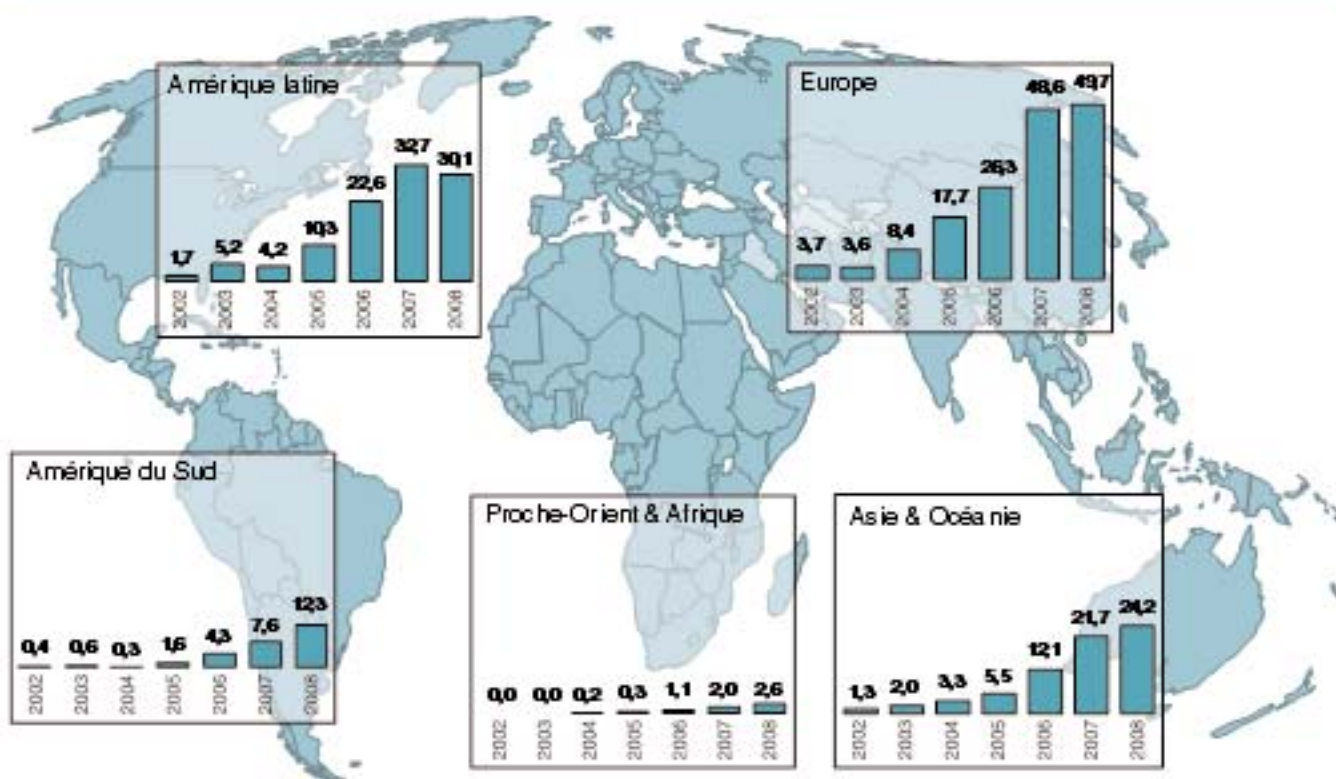 Amérique latine
1,7 5,2 4,2 10,3 22,6 32,7 30,1
2002 2003 2004 2005 2006 2007 2008
Europe
3,7 3,6 8,4 17,7 26,3 48,6 49,7
2002 2003 2004 2005 2006 2007 2008
Amérique du Sud
0,4 0,6 0,3 1,6 4,3 7,6 12,3
2002 2003 2004 2005 2006 2007 2008
Proche-Orient & Afrique
0,0 0,0 0,2 0,3 1,1 2,0 2,6
2002 2003 2004 2005 2006 2007 2008
Asie & Océanie
1,3 2,0 3,3 5,5 12,1 21,7 24,2
2002 2003 2004 2005 2006 2007 2008